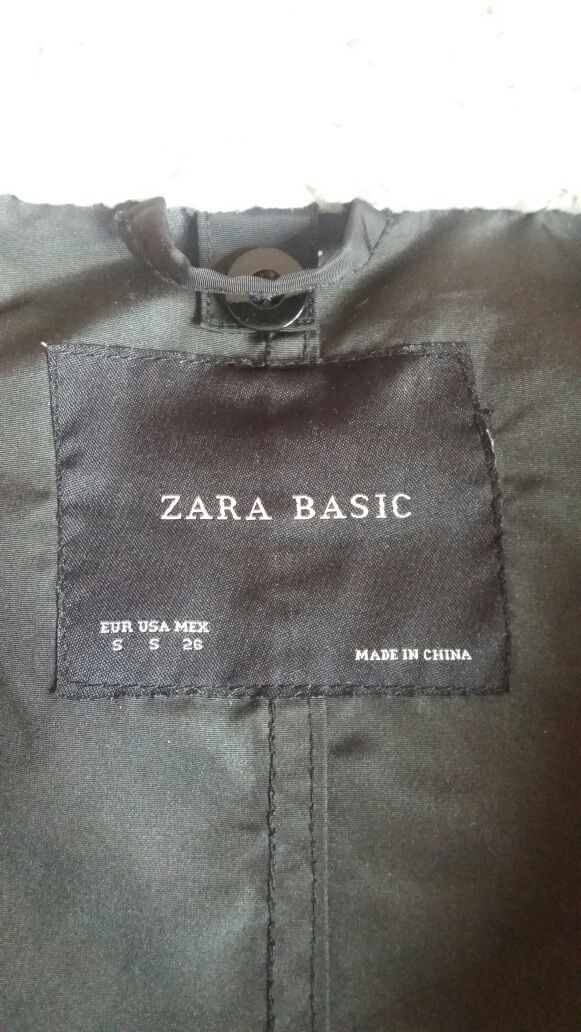 ZARA BASIC
EUR USA MEX
S S 26
MADE IN CHINA